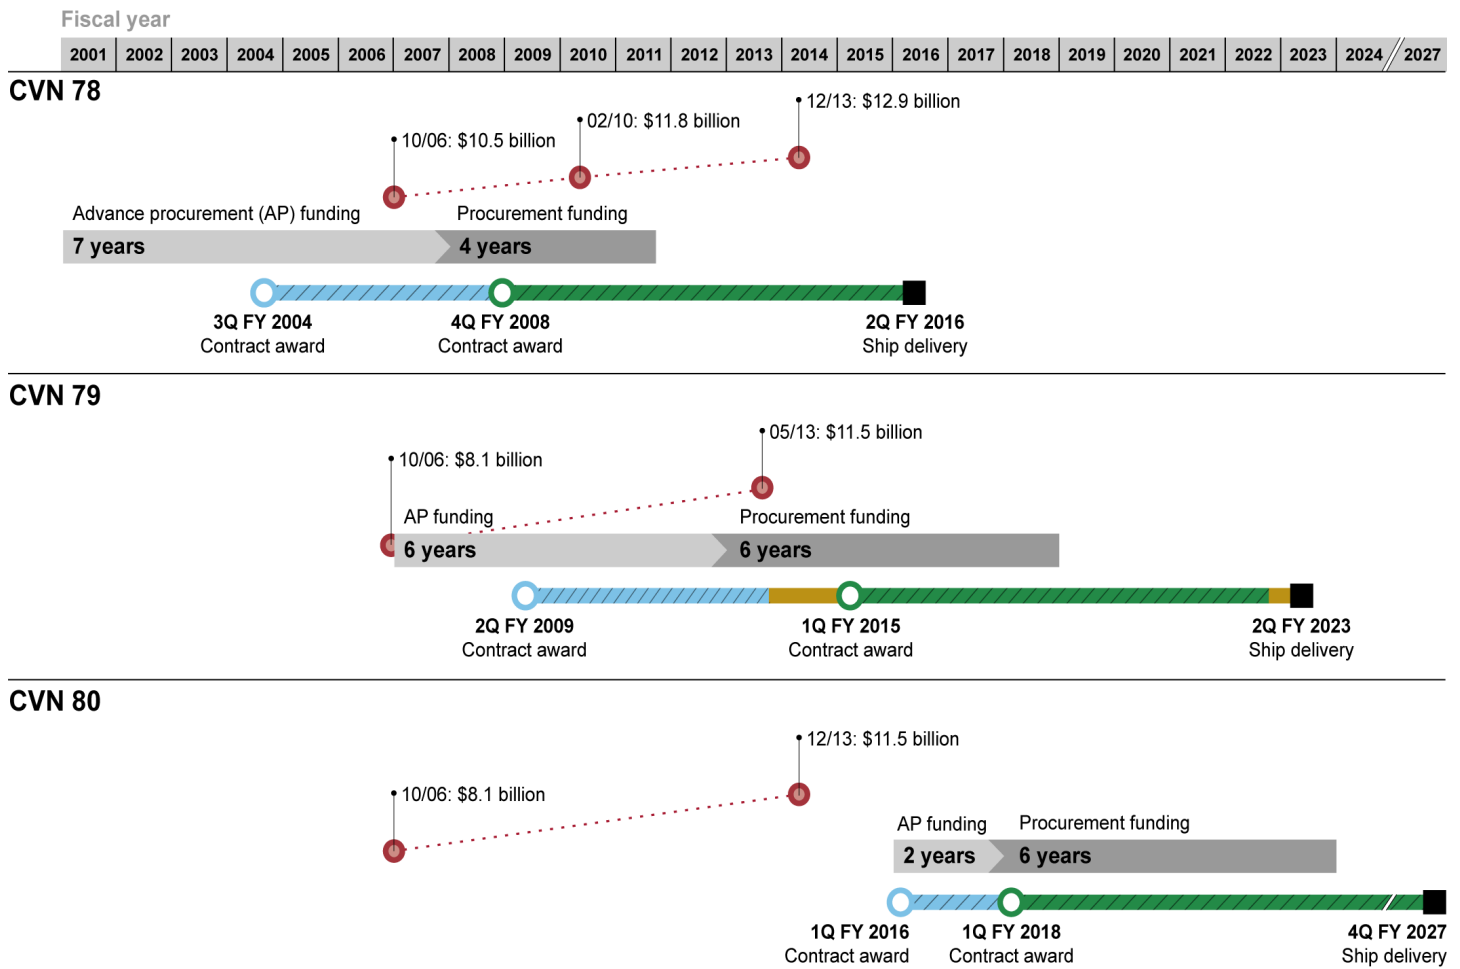 Fiscal year
2001 2002 2003 2004 2005 2006 2007 2008 2009 2010 2011 2012 2013 2014 2015 2016 2017 2018 2019 2020 2021 2022 2023 2024 2027
CVN 78
12/13: $12.9 billion
02/10: $11.8 billion
10/06: $10.5 billion
Advance procurement (AP) funding Procurement funding
7 years 4 years
3Q FY 2004 4Q FY 2008 2Q FY 2016
Contract award Contract award Ship delivery
CVN 79
05/13: $11.5 billion
10/06: $8.1 billion
AP funding Procurement funding
6 years 6 years
2Q FY 2009 1Q FY 2015 2Q FY 2023
Contract award Contract award Ship delivery
CVN 80
12/13: $11.5 billion
10/06: $8.1 billion
AP funding Procurement funding
2 years 6 years
1Q FY 2016 1Q FY 2018 4Q FY 2027
Contract award Contract award Ship delivery